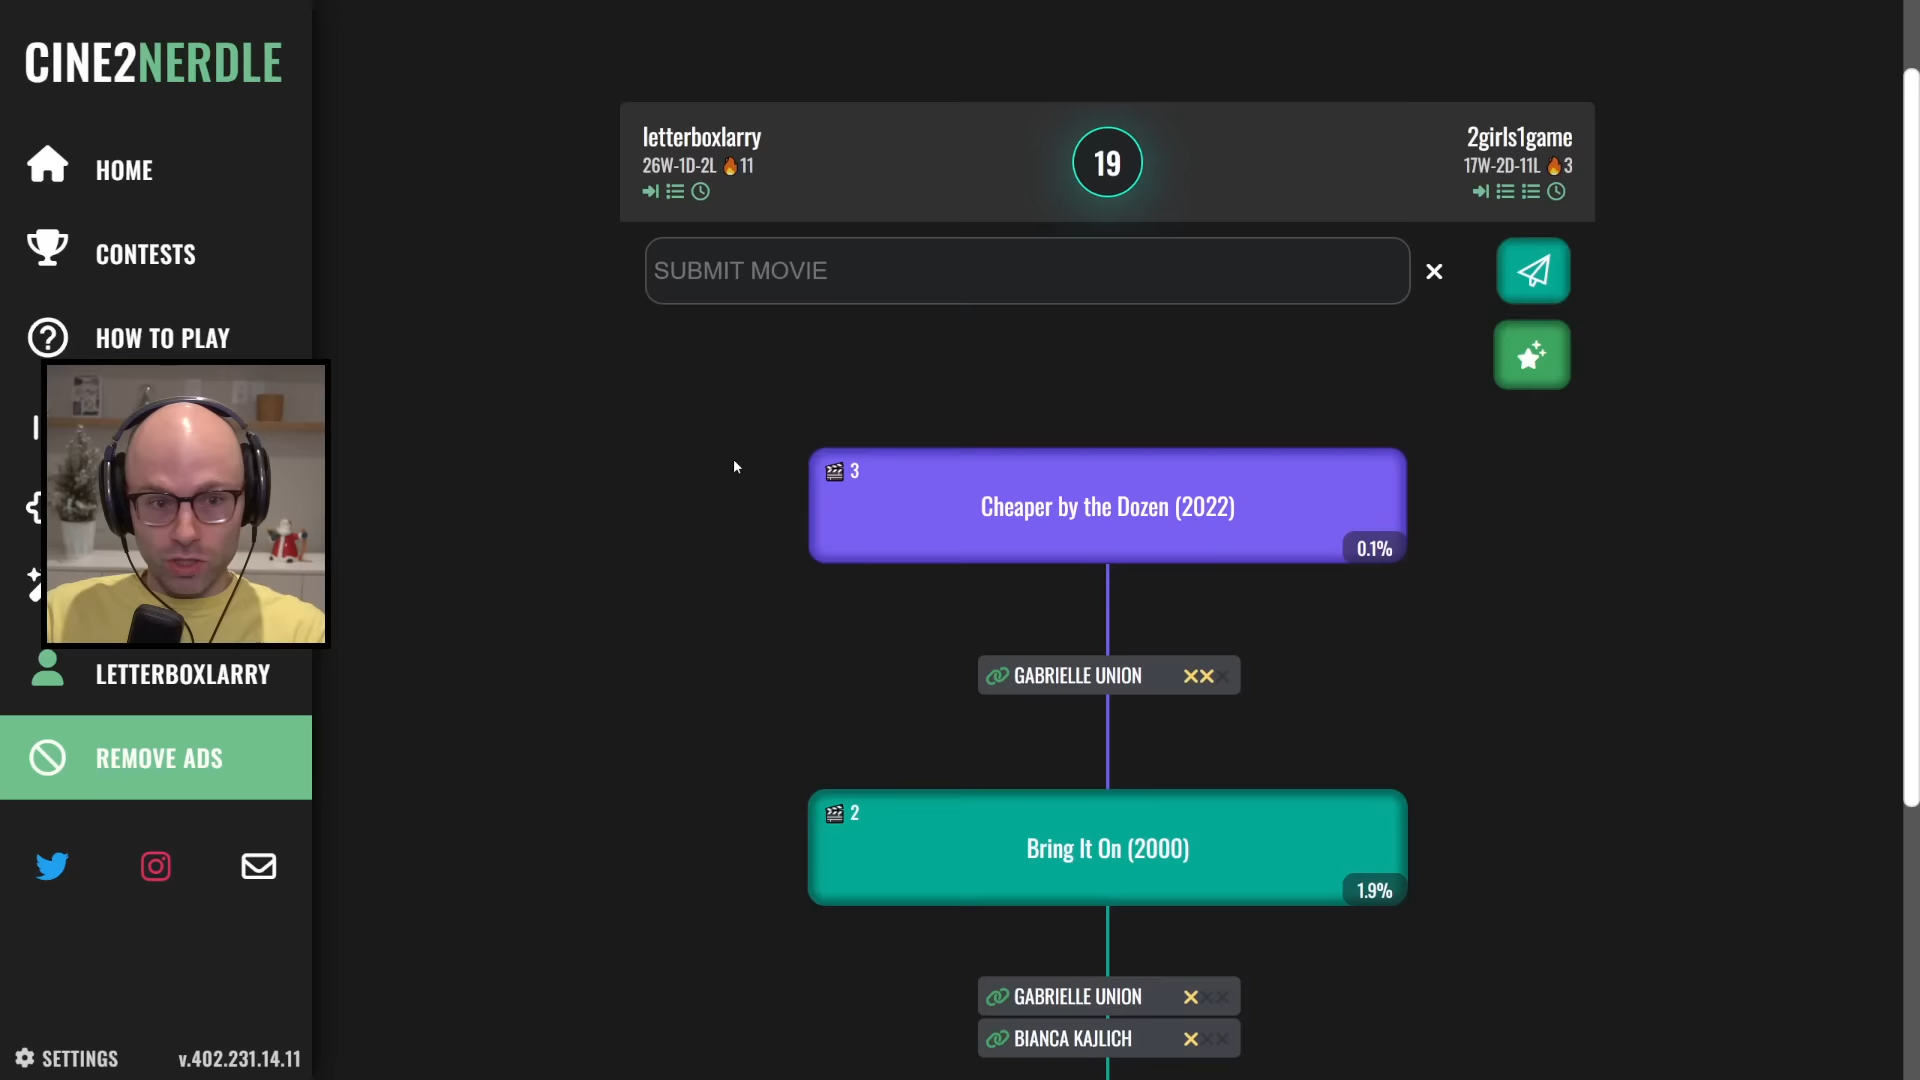 CINE2NERDLE
HOME
CONTESTS
HOW TO PLAY
LETTERBOXLARRY
REMOVE ADS
SETTINGS
v.402.231.14.11
letterboxlarry
26W-1D-2L 🔥11
19
2girls1game
17W-2D-11L 🔥3
SUBMIT MOVIE
3
Cheaper by the Dozen (2022)
0.1%
GABRIELLE UNION
2
Bring It On (2000)
1.9%
GABRIELLE UNION
BIANCA KAJLICH